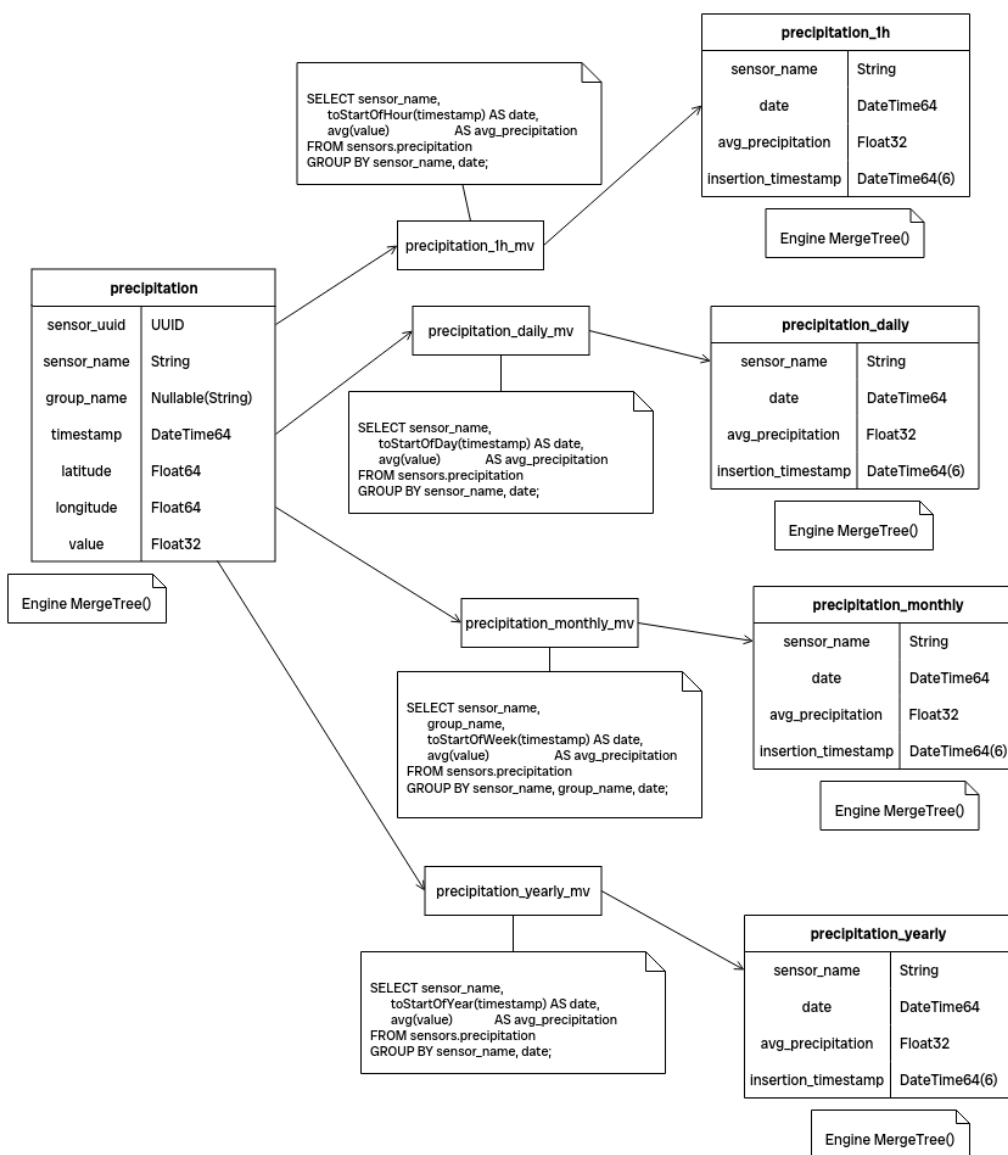 precipitation_1h
sensor_name String
date DateTime64
avg_precipitation Float32
insertion_timestamp DateTime64(6)
Engine MergeTree()
SELECT sensor_name,
toStartOfHour(timestamp) AS date,
avg(value) AS avg_precipitation
FROM sensors.precipitation
GROUP BY sensor_name, date;
precipitation_1h_mv
precipitation
sensor_uuid UUID
sensor_name String
group_name Nullable(String)
timestamp DateTime64
latitude Float64
longitude Float64
value Float32
Engine MergeTree()
precipitation_daily_mv
SELECT sensor_name,
toStartOfDay(timestamp) AS date,
avg(value) AS avg_precipitation
FROM sensors.precipitation
GROUP BY sensor_name, date;
precipitation_daily
sensor_name String
date DateTime64
avg_precipitation Float32
insertion_timestamp DateTime64(6)
Engine MergeTree()
precipitation_monthly_mv
SELECT sensor_name,
group_name,
toStartOfWeek(timestamp) AS date,
avg(value) AS avg_precipitation
FROM sensors.precipitation
GROUP BY sensor_name, group_name, date;
precipitation_monthly
sensor_name String
date DateTime64
avg_precipitation Float32
insertion_timestamp DateTime64(6)
Engine MergeTree()
precipitation_yearly_mv
SELECT sensor_name,
toStartOfYear(timestamp) AS date,
avg(value) AS avg_precipitation
FROM sensors.precipitation
GROUP BY sensor_name, date;
precipitation_yearly
sensor_name String
date DateTime64
avg_precipitation Float32
insertion_timestamp DateTime64(6)
Engine MergeTree()